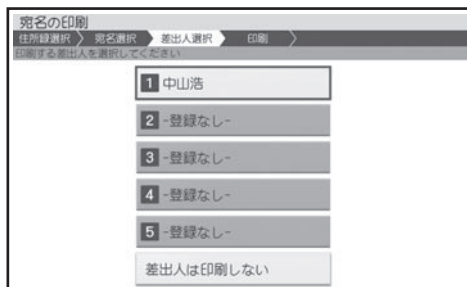 宛名の印刷
住所録選択 〉 宛名選択 〉 差出人選択 〉 印刷 〉
印刷する差出人を選択してください
1 中山浩
2 -登録なし-
3 -登録なし-
4 -登録なし-
5 -登録なし-
差出人は印刷しない